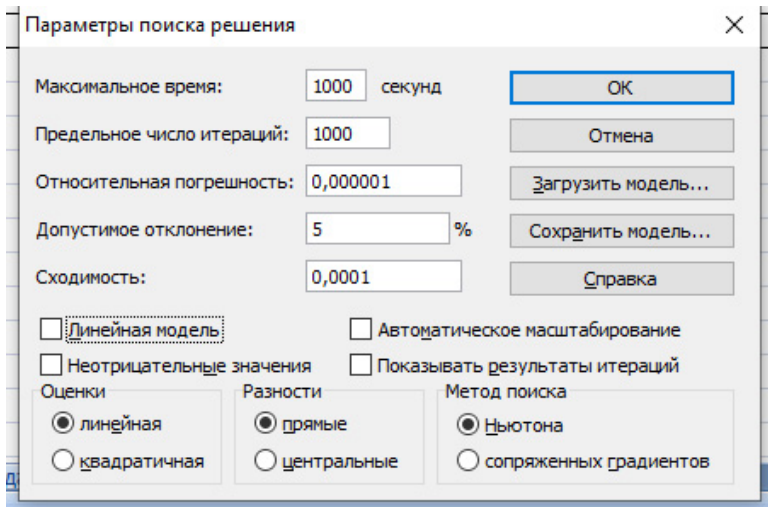 Параметры поиска решения
Максимальное время: 1000 секунд OK
Предельное число итераций: 1000 Отмена
Относительная погрешность: 0,000001 Загрузить модель...
Допустимое отклонение: 5 % Сохранить модель...
Сходимость: 0,0001 Справка
Линейная модель Автоматическое масштабирование
Неотрицательные значения Показывать результаты итераций
Оценки Разности Метод поиска
линейная прямые Ньютона
квадратичная центральные сопряженных градиентов